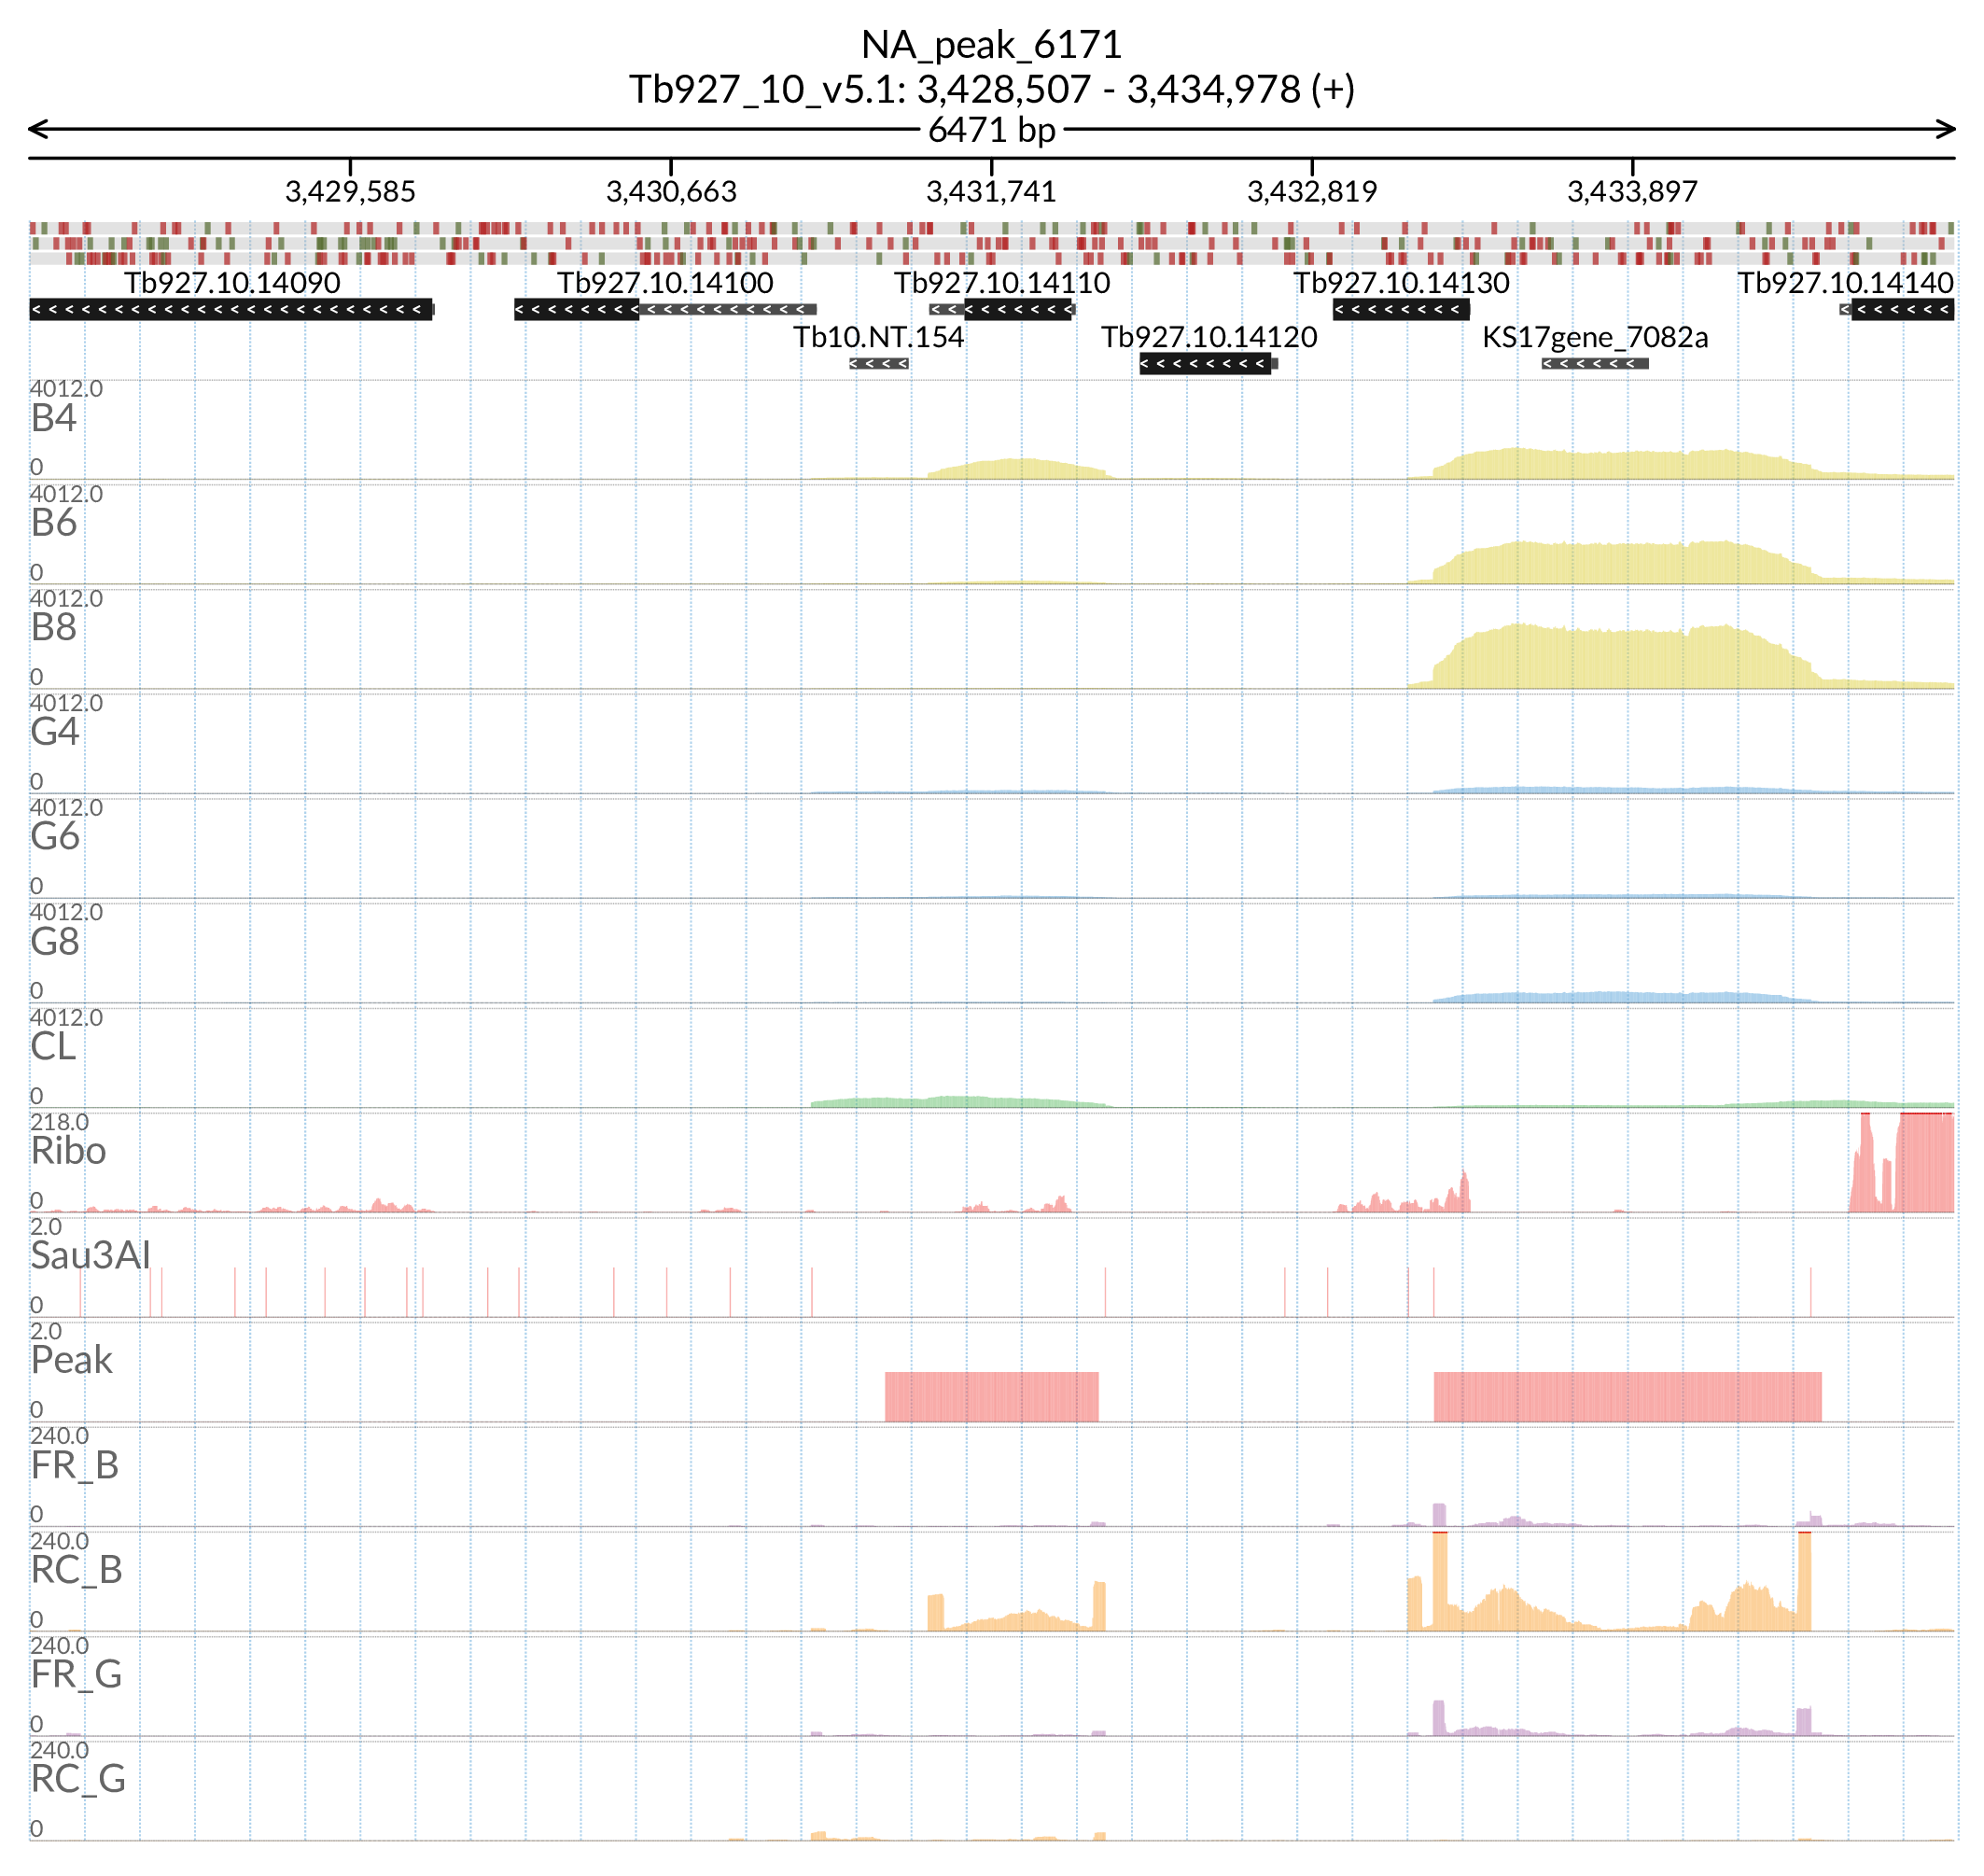 NA_peak_6171
Tb927_10_v5.1: 3,428,507 - 3,434,978 (+)
6471 bp
3,429,585 3,430,663 3,431,741 3,432,819 3,433,897
Tb927.10.14090 Tb927.10.14100 Tb927.10.14110 Tb927.10.14130 Tb927.10.14140
Tb10.NT.154 Tb927.10.14120 KS17gene_7082a
4012.0
B4
0
4012.0
B6
0
4012.0
B8
0
4012.0
G4
0
4012.0
G6
0
4012.0
G8
0
4012.0
CL
0
218.0
Ribo
0
2.0
Sau3AI
0
2.0
Peak
0
240.0
FR_B
0
240.0
RC_B
0
240.0
FR_G
0
240.0
RC_G
0